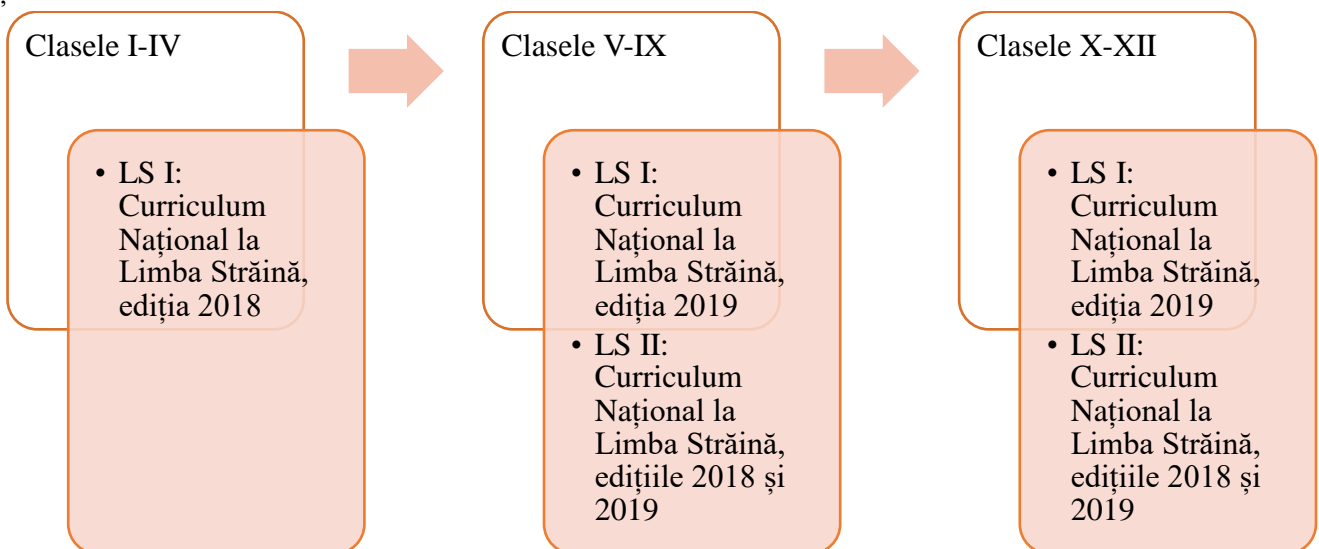 Clasele I-IV
• LS I:
Curriculum
Național la
Limba Străină,
ediția 2018
Clasele V-IX
• LS I:
Curriculum
Național la
Limba Străină,
ediția 2019
• LS II:
Curriculum
Național la
Limba Străină,
edițiile 2018 și
2019
Clasele X-XII
• LS I:
Curriculum
Național la
Limba Străină,
ediția 2019
• LS II:
Curriculum
Național la
Limba Străină,
edițiile 2018 și
2019